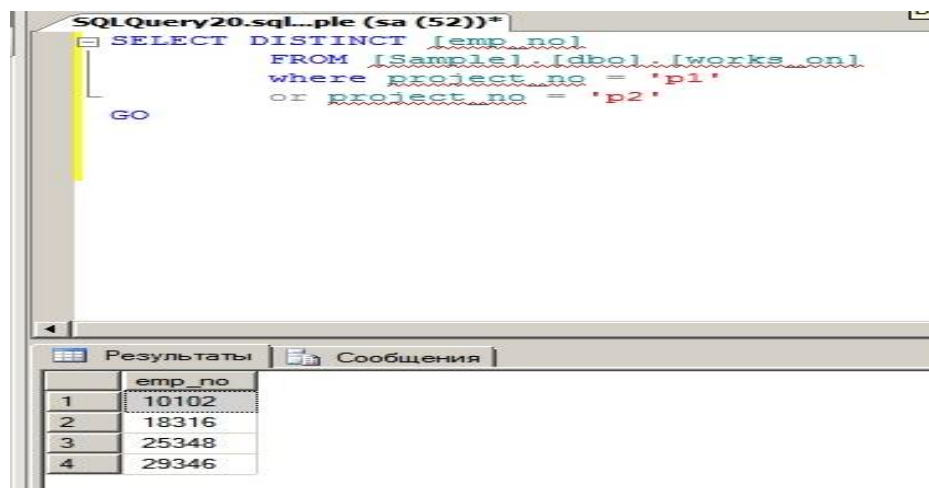 SQLQuery20.sql...ple (sa (52))*
SELECT DISTINCT [emp_no]
FROM [Sample].[dbo].[works_on]
where project_no = 'p1'
or project_no = 'p2'
GO
Результаты Сообщения
emp_no
1 10102
2 18316
3 25348
4 29346